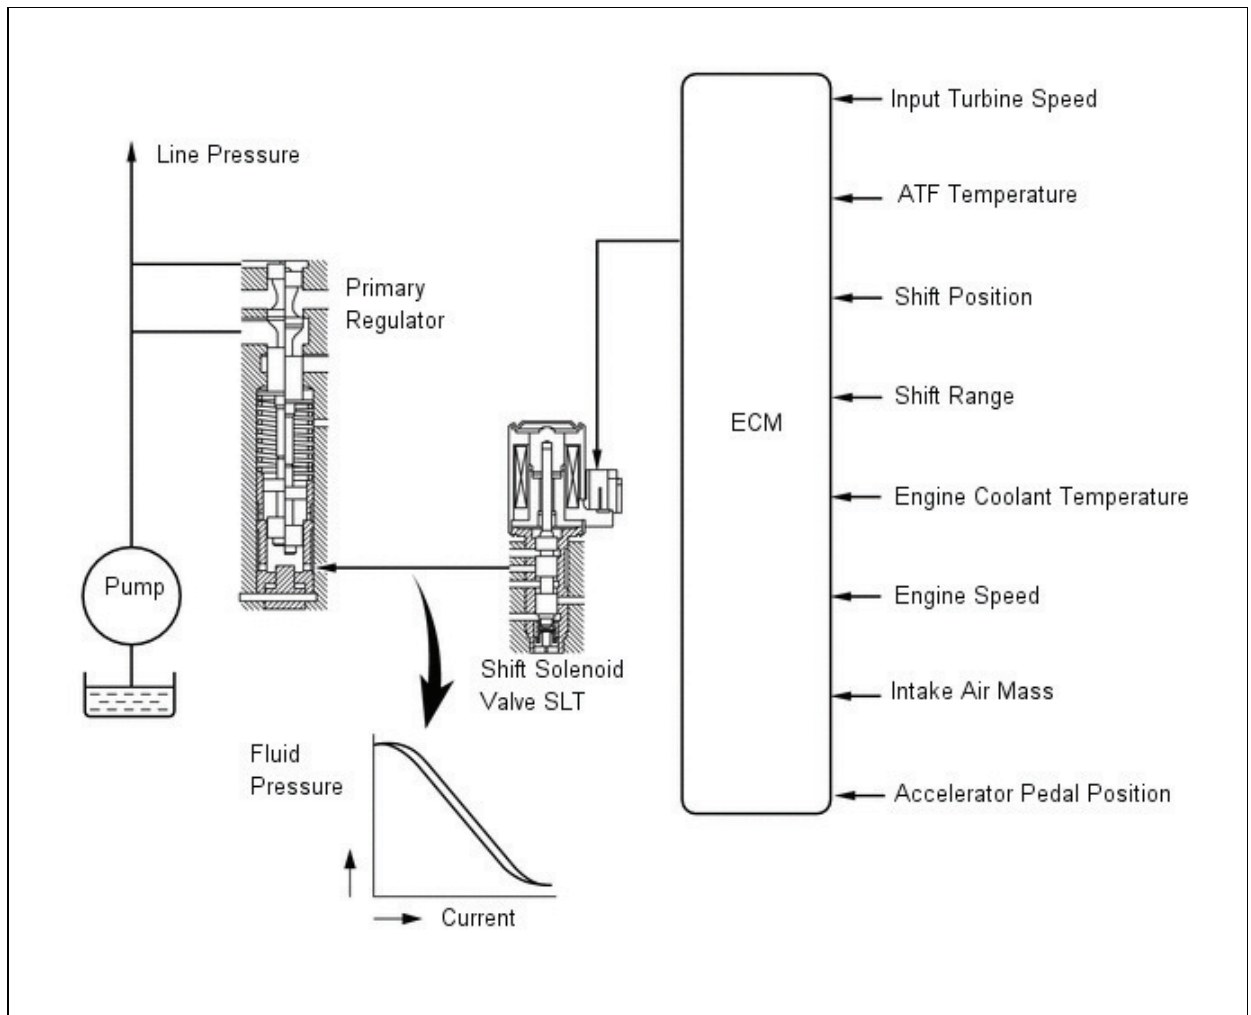 Input Turbine Speed
Line Pressure
ATF Temperature
Primary
Regulator
Shift Position
Shift Range
ECM
Engine Coolant Temperature
Pump
Engine Speed
Shift Solenoid
Valve SLT
Intake Air Mass
Fluid
Pressure
Accelerator Pedal Position
Current